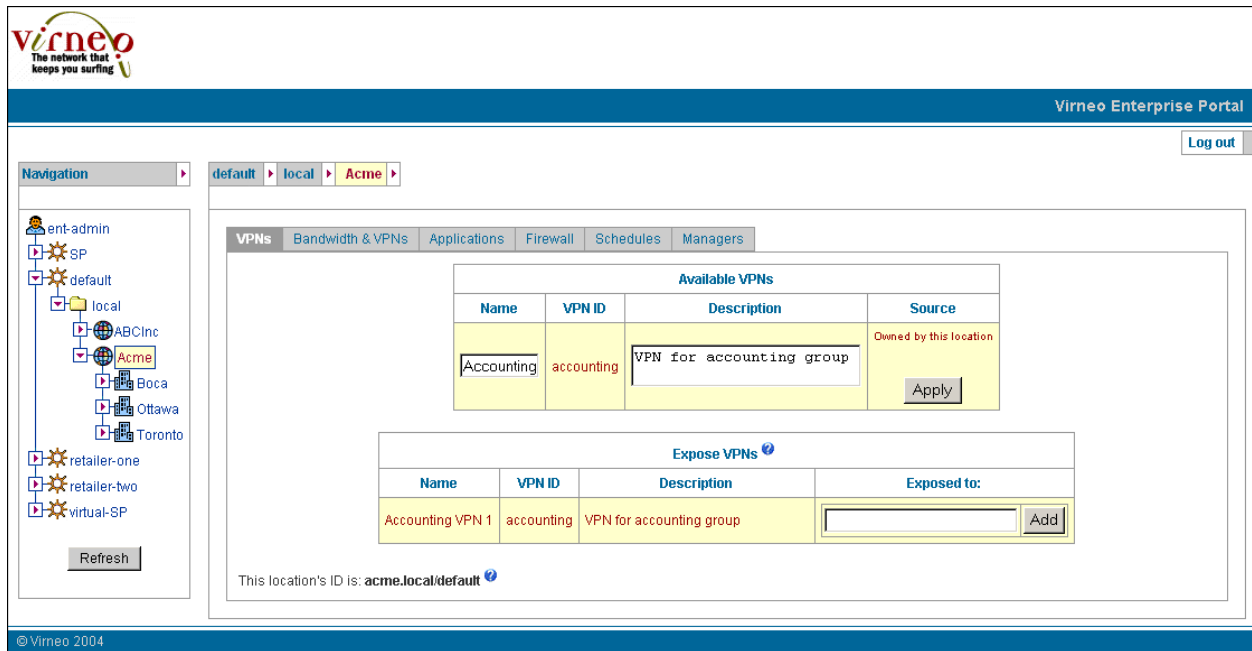 Virneo
The network that
keeps you surfing
Virneo Enterprise Portal
Log out
Navigation
default local Acme
ent-admin
SP
default
local
ABCInc
Acme
Boca
Ottawa
Toronto
retailer-one
retailer-two
virtual-SP
Refresh
VPNs Bandwidth & VPNs Applications Firewall Schedules Managers
Available VPNs
Name VPN ID Description Source
Accounting accounting VPN for accounting group Owned by this location
Apply
Expose VPNs ?
Name VPN ID Description Exposed to:
Accounting VPN 1 accounting VPN for accounting group Add
This location's ID is: acme.local/default ?
© Virneo 2004